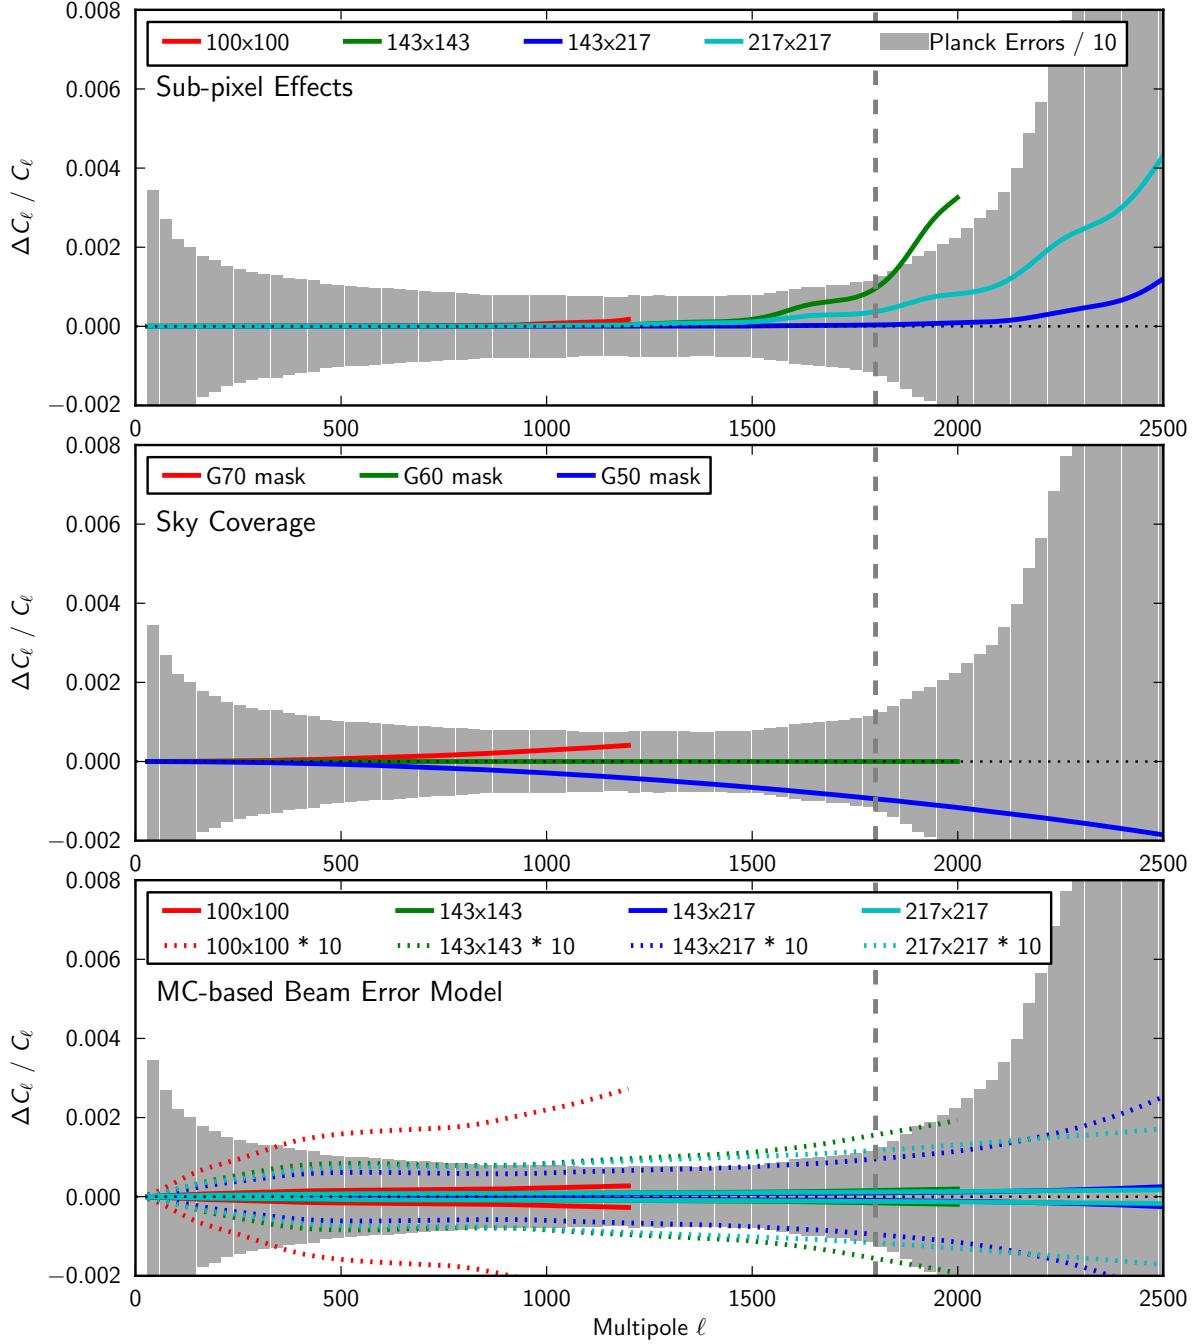 0.008
100x100 143x143 143x217 217x217 Planck Errors / 10
Sub-pixel Effects
0.006
0.004
0.002
0.000
−0.002
ΔCℓ / Cℓ
0 500 1000 1500 2000 2500
0.008
G70 mask G60 mask G50 mask
Sky Coverage
0.006
0.004
0.002
0.000
−0.002
ΔCℓ / Cℓ
0 500 1000 1500 2000 2500
0.008
100x100 143x143 143x217 217x217
100x100 * 10 143x143 * 10 143x217 * 10 217x217 * 10
MC-based Beam Error Model
0.006
0.004
0.002
0.000
−0.002
ΔCℓ / Cℓ
0 500 1000 1500 2000 2500
Multipole ℓ